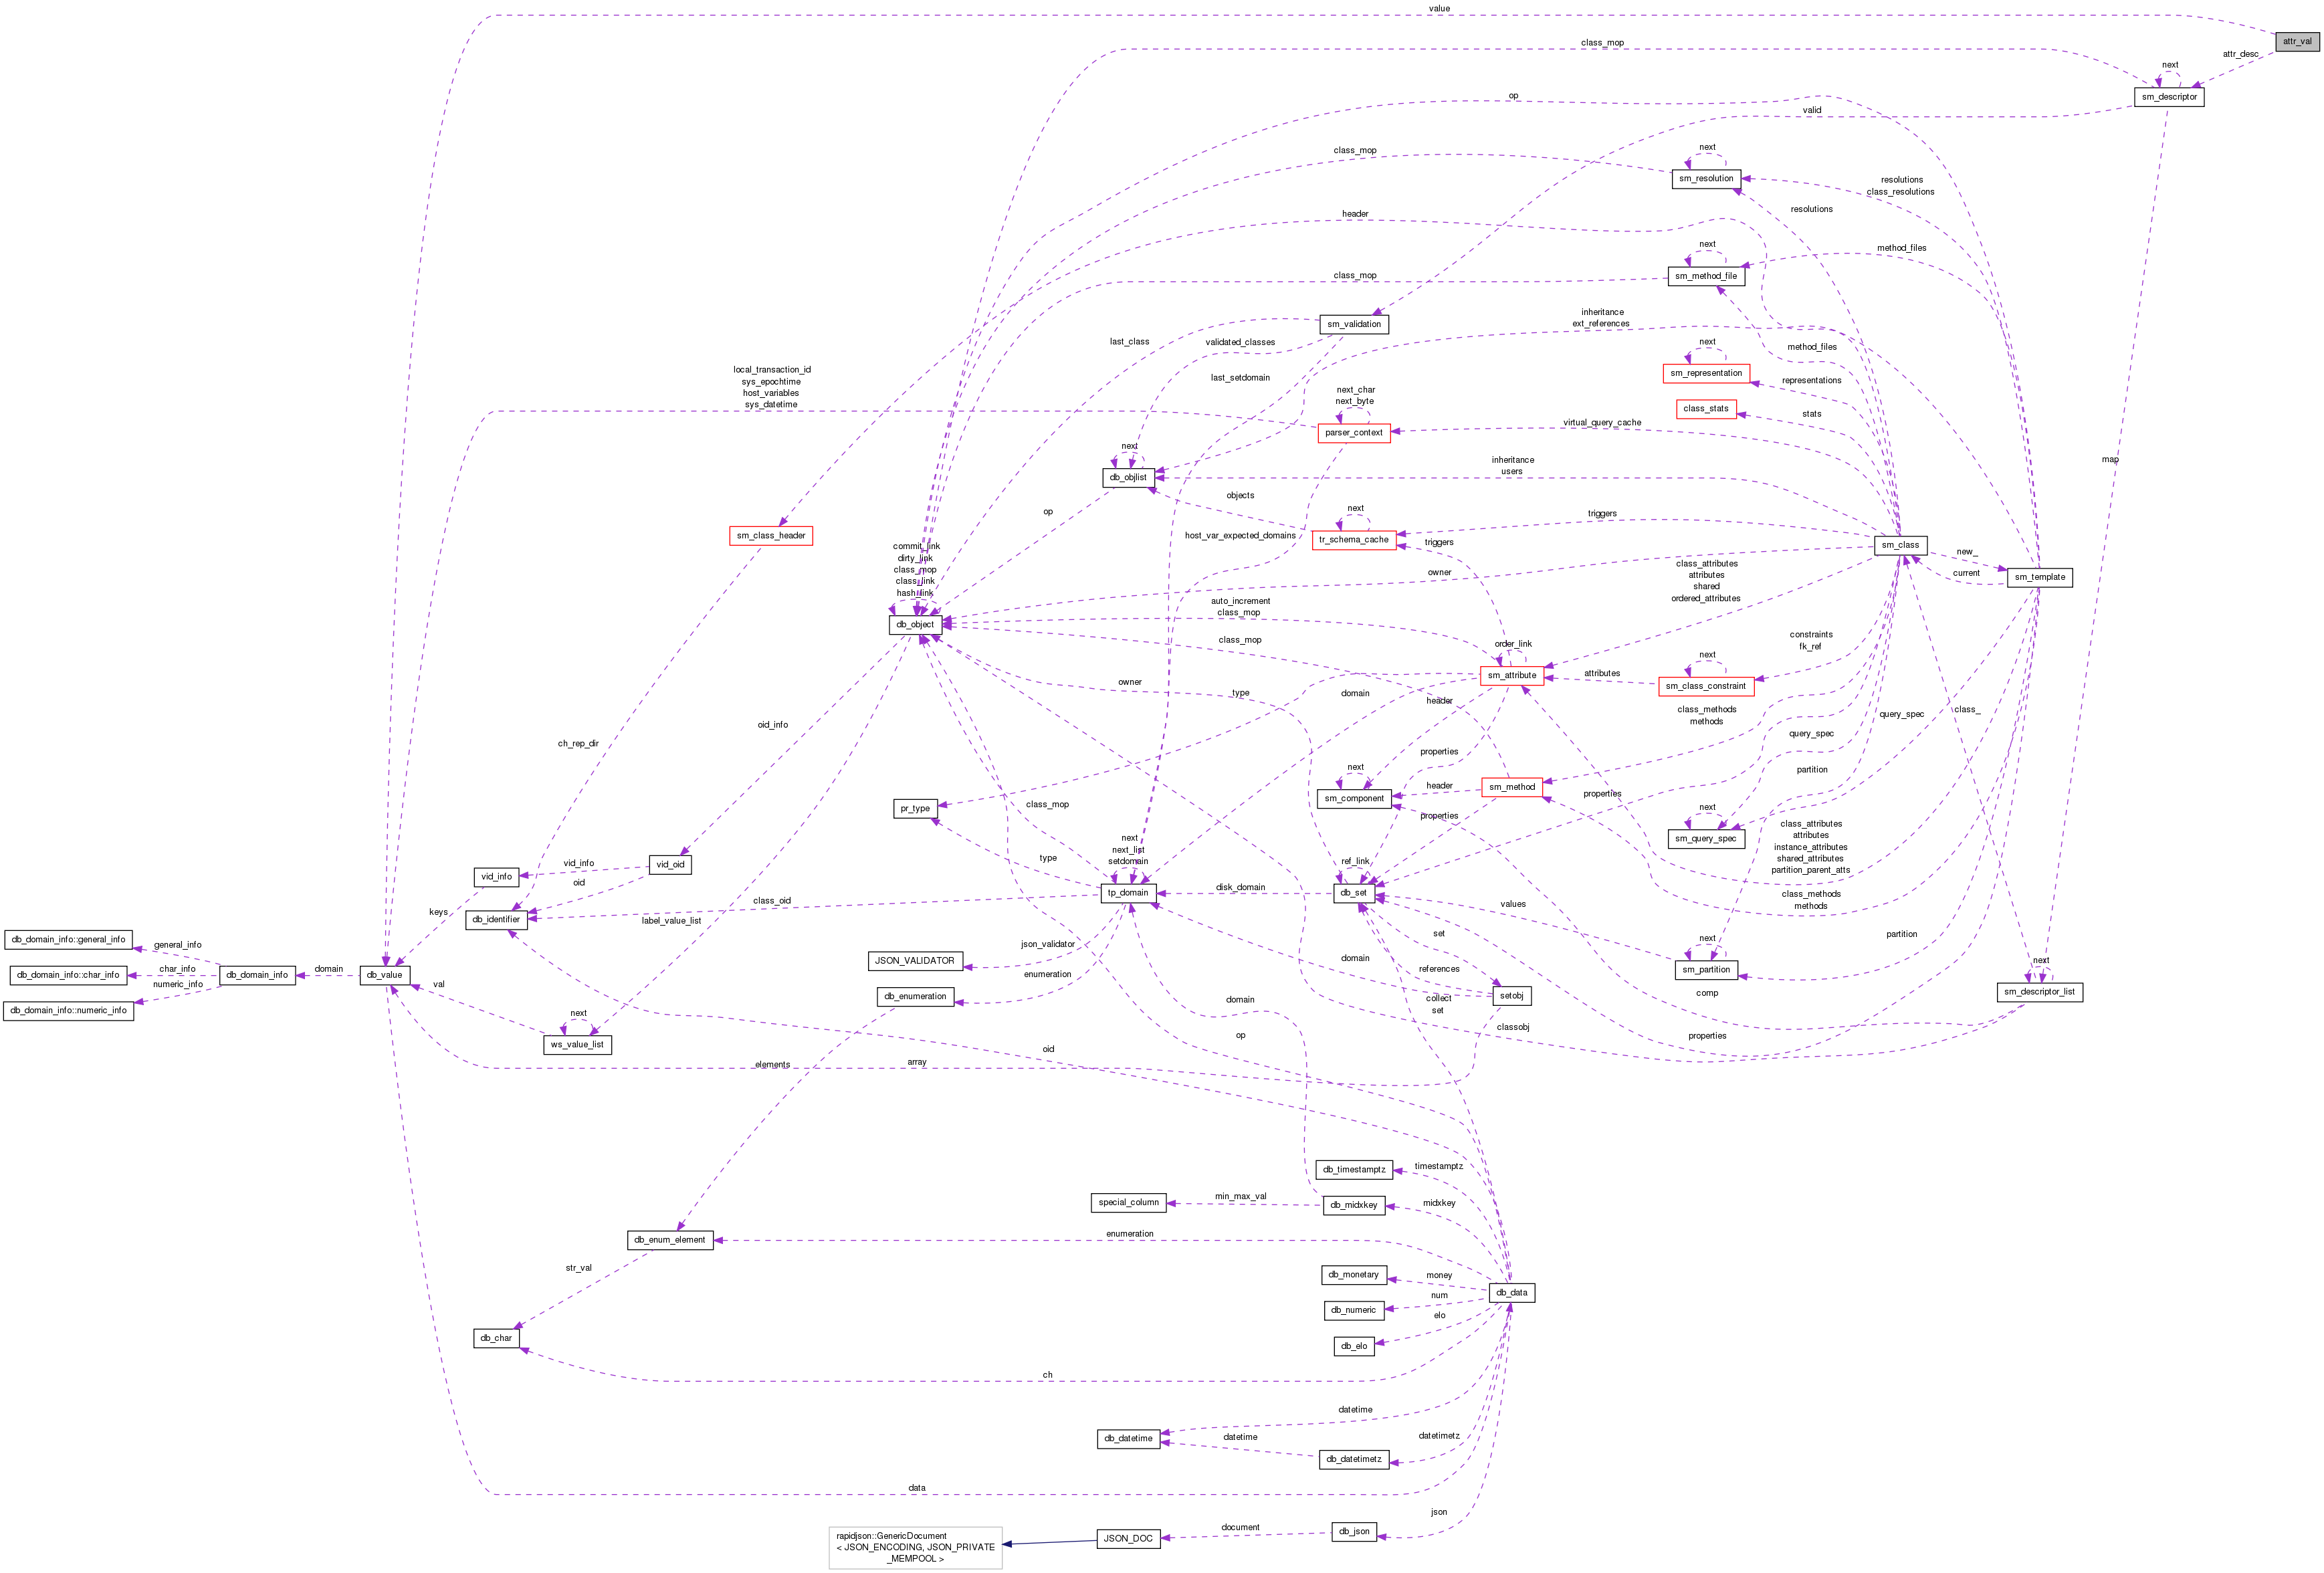 value
attr_val
class_mop
attr_desc
next
sm_descriptor
op
valid
class_mop
next
sm_resolution
resolutions
class_resolutions
header
resolutions
next
method_files
class_mop
sm_method_file
inheritance
ext_references
sm_validation
last_class
validated_classes
next
method_files
local_transaction_id
sys_epochtime
host_variables
sys_datetime
last_setdomain
sm_representation
representations
next_char
next_byte
class_stats
stats
parser_context
virtual_query_cache
next
db_objlist
inheritance
users
map
objects
op
next
triggers
sm_class_header
host_var_expected_domains
tr_schema_cache
triggers
sm_class
commit_link
dirty_link
class_mop
class_link
hash_link
new_
class_attributes
attributes
shared
ordered_attributes
owner
current
sm_template
auto_increment
class_mop
db_object
class_mop
order_link
constraints
fk_ref
next
sm_attribute
attributes
sm_class_constraint
owner
type
domain
header
class_methods
methods
query_spec
class_
oid_info
ch_rep_dir
properties
query_spec
next
partition
sm_method
header
properties
sm_component
pr_type
class_mop
next
properties
sm_query_spec
class_attributes
attributes
instance_attributes
shared_attributes
partition_parent_atts
next
next_list
setdomain
type
ref_link
vid_info
vid_oid
vid_info
oid
tp_domain
disk_domain
db_set
class_oid
values
class_methods
methods
keys
db_identifier
label_value_list
set
next
partition
db_domain_info::general_info
general_info
json_validator
JSON_VALIDATOR
domain
references
sm_partition
next
db_domain_info::char_info
char_info
db_domain_info
domain
db_value
enumeration
numeric_info
val
db_enumeration
domain
collect
set
setobj
comp
sm_descriptor_list
db_domain_info::numeric_info
next
classobj
properties
ws_value_list
op
oid
elements
array
db_timestamptz
timestamptz
special_column
min_max_val
db_midxkey
midxkey
db_enum_element
enumeration
str_val
db_monetary
money
db_data
db_numeric
num
elo
db_char
db_elo
ch
datetime
db_datetime
datetime
datetimetz
db_datetimetz
data
json
rapidjson::GenericDocument
< JSON_ENCODING, JSON_PRIVATE
_MEMPOOL >
JSON_DOC
document
db_json